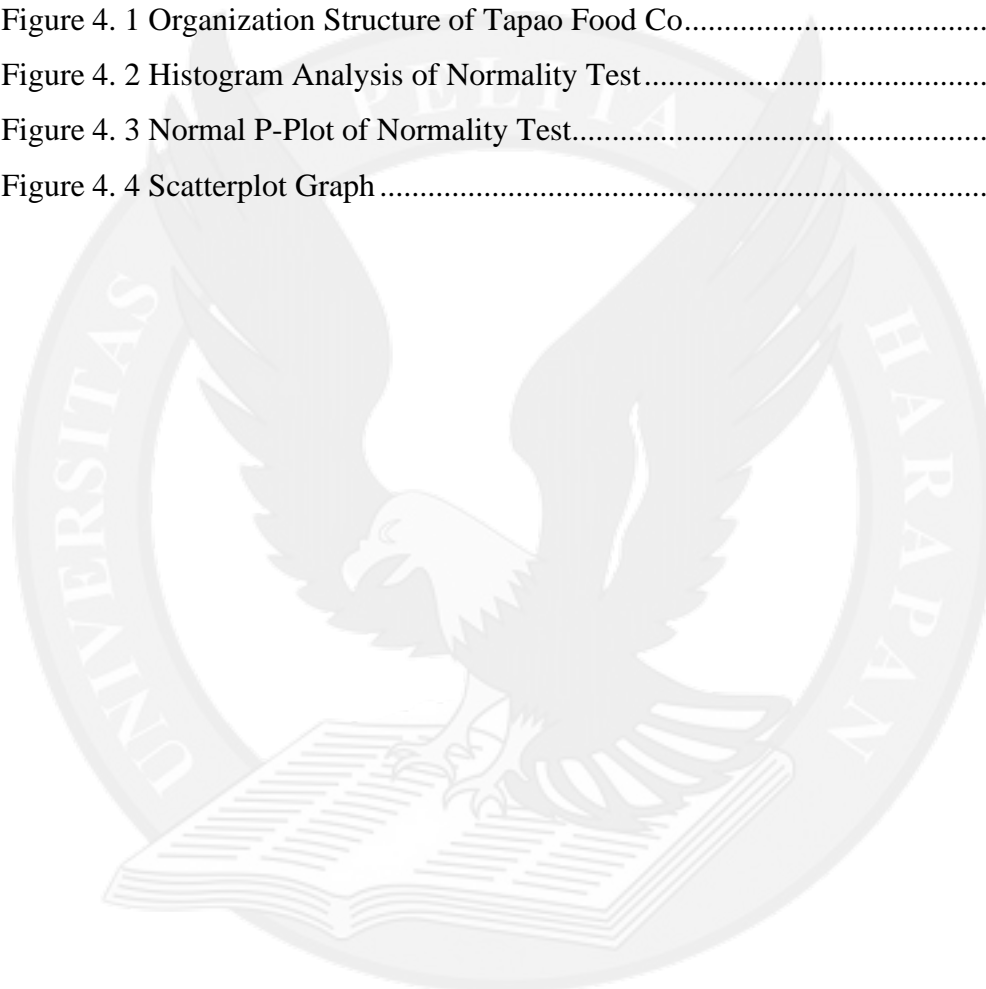 Figure 4. 1 Organization Structure of Tapao Food Co...................................
Figure 4. 2 Histogram Analysis of Normality Test.........................................
Figure 4. 3 Normal P-Plot of Normality Test................................................
Figure 4. 4 Scatterplot Graph.............................................................................
UNIVERSITAS PELITA HARAPAN